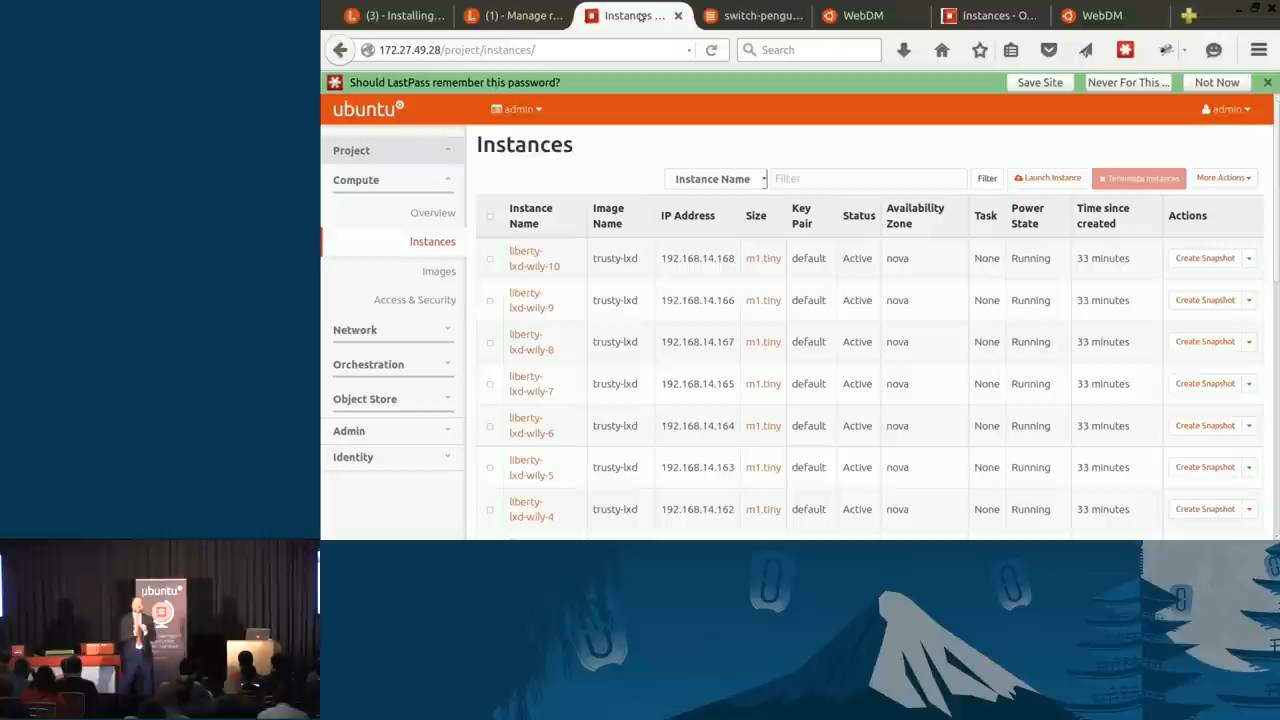 (3) - Installing...
(1) - Manage r...
Instances ...
switch-pengu...
WebDM
Instances - O...
WebDM
172.27.49.28/project/instances/
Search
Should LastPass remember this password?
Save Site
Never For This ...
Not Now
ubuntu
admin
admin
Project
Compute
Overview
Instances
Images
Access & Security
Network
Orchestration
Object Store
Admin
Identity
Instances
Instance Name
Filter
Filter
Launch Instance
Terminate Instances
More Actions
Instance Name
Image Name
IP Address
Size
Key Pair
Status
Availability Zone
Task
Power State
Time since created
Actions
liberty-lxd-wily-10 trusty-lxd 192.168.14.168 m1.tiny default Active nova None Running 33 minutes Create Snapshot
liberty-lxd-wily-9 trusty-lxd 192.168.14.166 m1.tiny default Active nova None Running 33 minutes Create Snapshot
liberty-lxd-wily-8 trusty-lxd 192.168.14.167 m1.tiny default Active nova None Running 33 minutes Create Snapshot
liberty-lxd-wily-7 trusty-lxd 192.168.14.165 m1.tiny default Active nova None Running 33 minutes Create Snapshot
liberty-lxd-wily-6 trusty-lxd 192.168.14.164 m1.tiny default Active nova None Running 33 minutes Create Snapshot
liberty-lxd-wily-5 trusty-lxd 192.168.14.163 m1.tiny default Active nova None Running 33 minutes Create Snapshot
liberty-lxd-wily-4 trusty-lxd 192.168.14.162 m1.tiny default Active nova None Running 33 minutes Create Snapshot
ubuntu